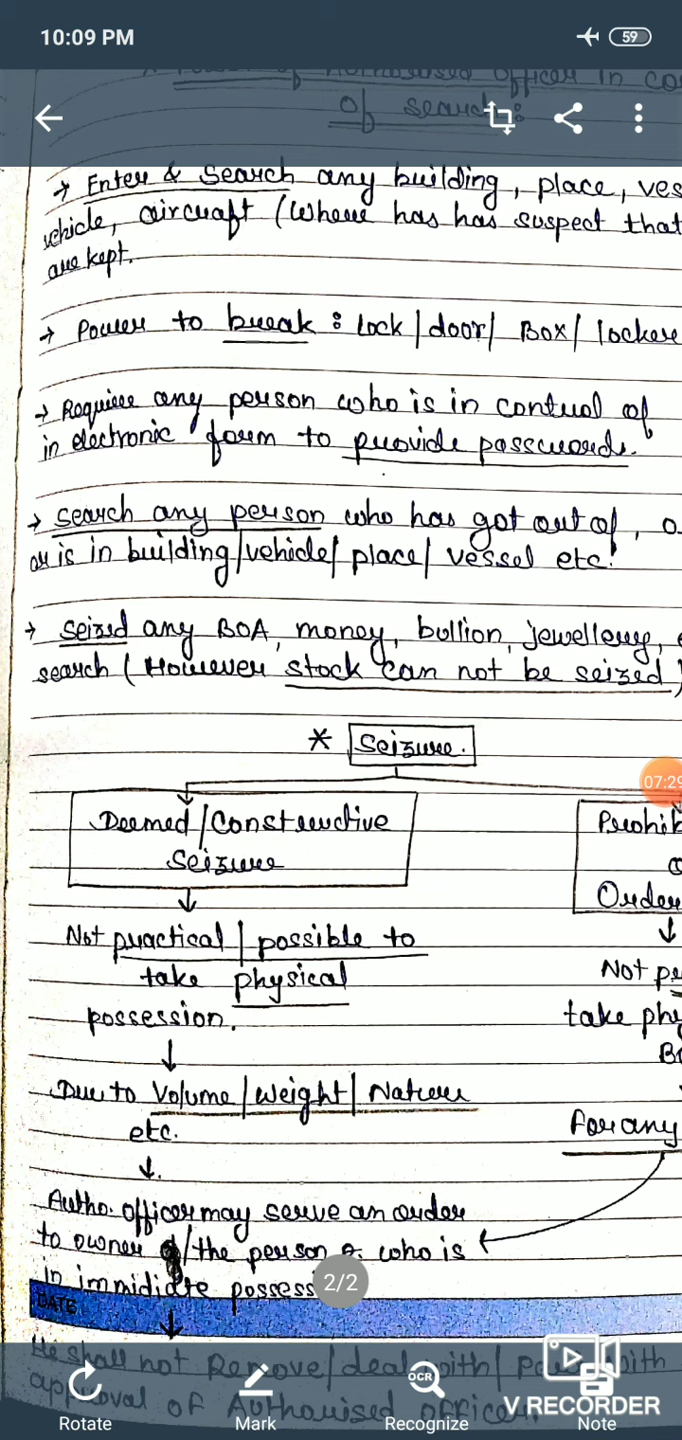 10:09 PM
59
Power of Authorised Officer in co
of search:
→ Enter & Search any building, place, ves
vehicle, aircraft (Where has has suspect that
are kept.
→ Power to break : lock/door/ Box/ locker
→ Require any person who is in control of
in electronic form to provide passwords.
→ Search any person who has got out of, o
or is in building/vehicle/ place/ vessel etc.
→ Seized any BOA, money, bullion, jewellery,
search (However stock can not be seized)
* Seizure.
07:29
Deemed/Constructive
Seizure
Prohib
O
Order
Not practical/possible to
take physical
possession.
Not p
take phy
B
Due to Volume/Weight/Nature
etc.
For any
Autho. officer may serve an order
to owner /the person who is
in immidiate possess
2/2
DATE
He shall not Remove/deal with/ with
approval of Authorised officer.
OCR
V RECORDER
Rotate
Mark
Recognize
Note